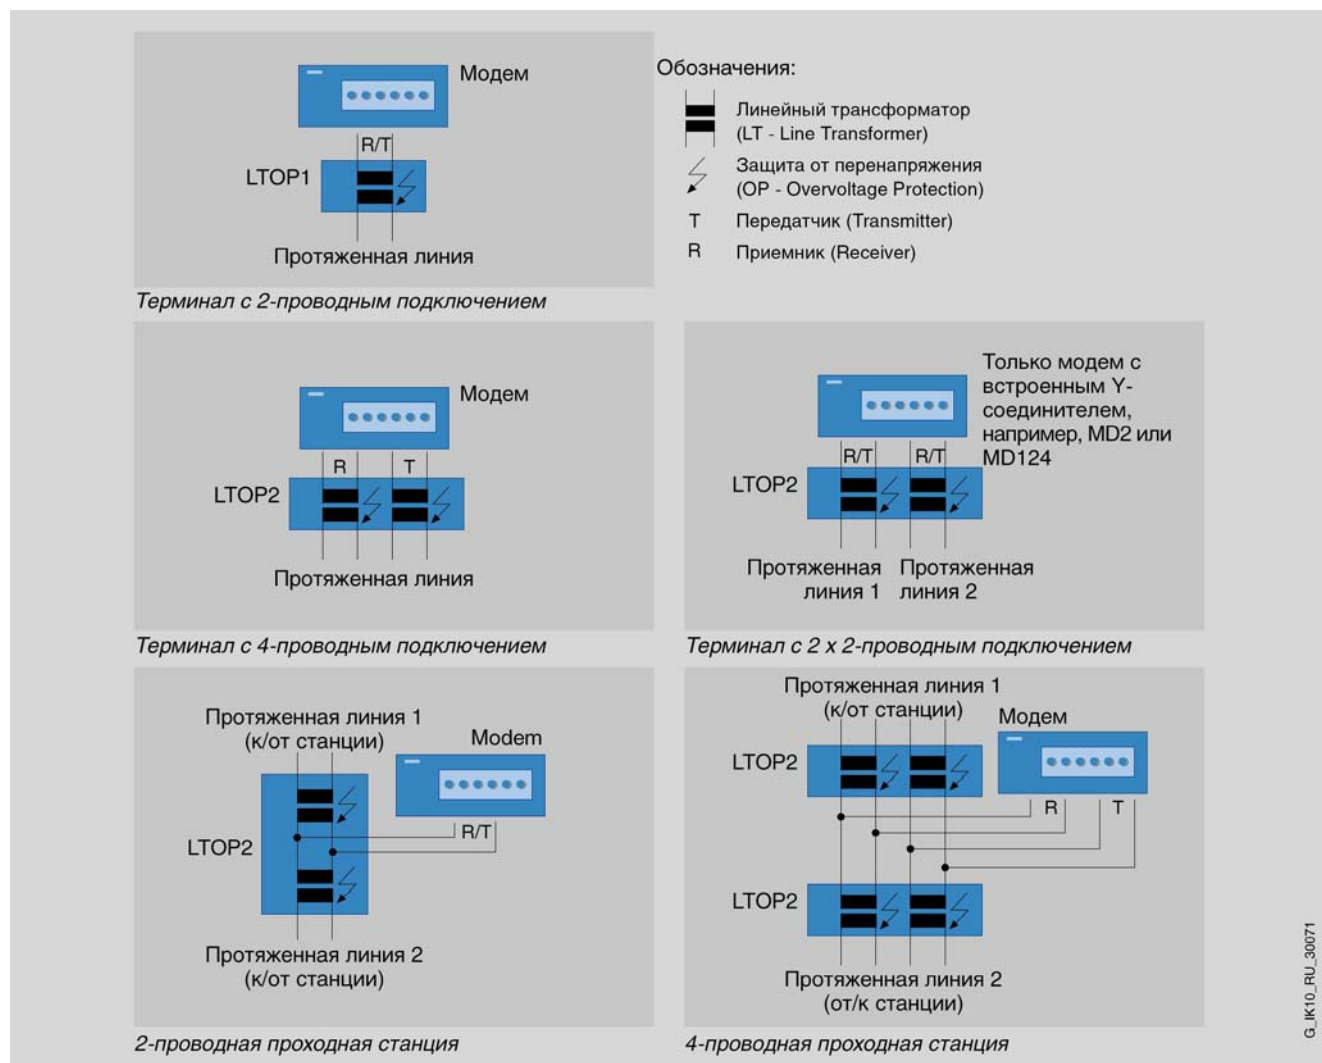 Модем
R/T
LTOP1
Протяженная линия
Терминал с 2-проводным подключением
Обозначения:
Линейный трансформатор
(LT - Line Transformer)
Защита от перенапряжения
(OP - Overvoltage Protection)
T Передатчик (Transmitter)
R Приемник (Receiver)
Модем
R T
LTOP2
Протяженная линия
Терминал с 4-проводным подключением
Только модем с
встроенным Y-
соединителем,
например, MD2 или
MD124
R/T R/T
LTOP2
Протяженная
линия 1
Протяженная
линия 2
Терминал с 2 x 2-проводным подключением
Протяженная линия 1
(к/от станции)
Modem
R/T
LTOP2
Протяженная линия 2
(к/от станции)
2-проводная проходная станция
Протяженная линия 1
(к/от станции)
Модем
LTOP2
R T
LTOP2
Протяженная линия 2
(от/к станции)
4-проводная проходная станция
G_IK10_RU_30071